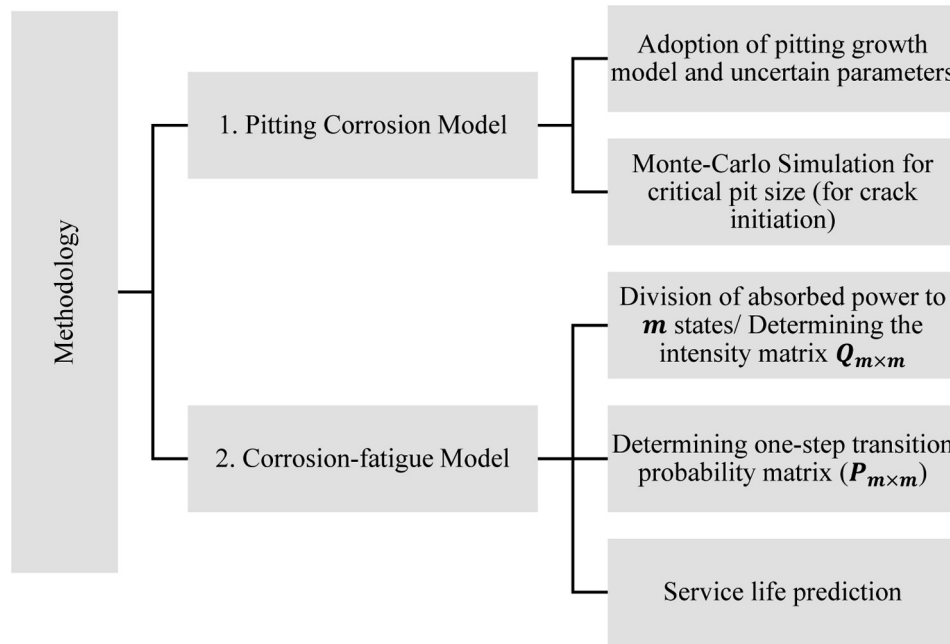 Methodology
1. Pitting Corrosion Model
Adoption of pitting growth
model and uncertain parameters
Monte-Carlo Simulation for
critical pit size (for crack
initiation)
2. Corrosion-fatigue Model
Division of absorbed power to
m states/ Determining the
intensity matrix Qm×m
Determining one-step transition
probability matrix (Pm×m)
Service life prediction